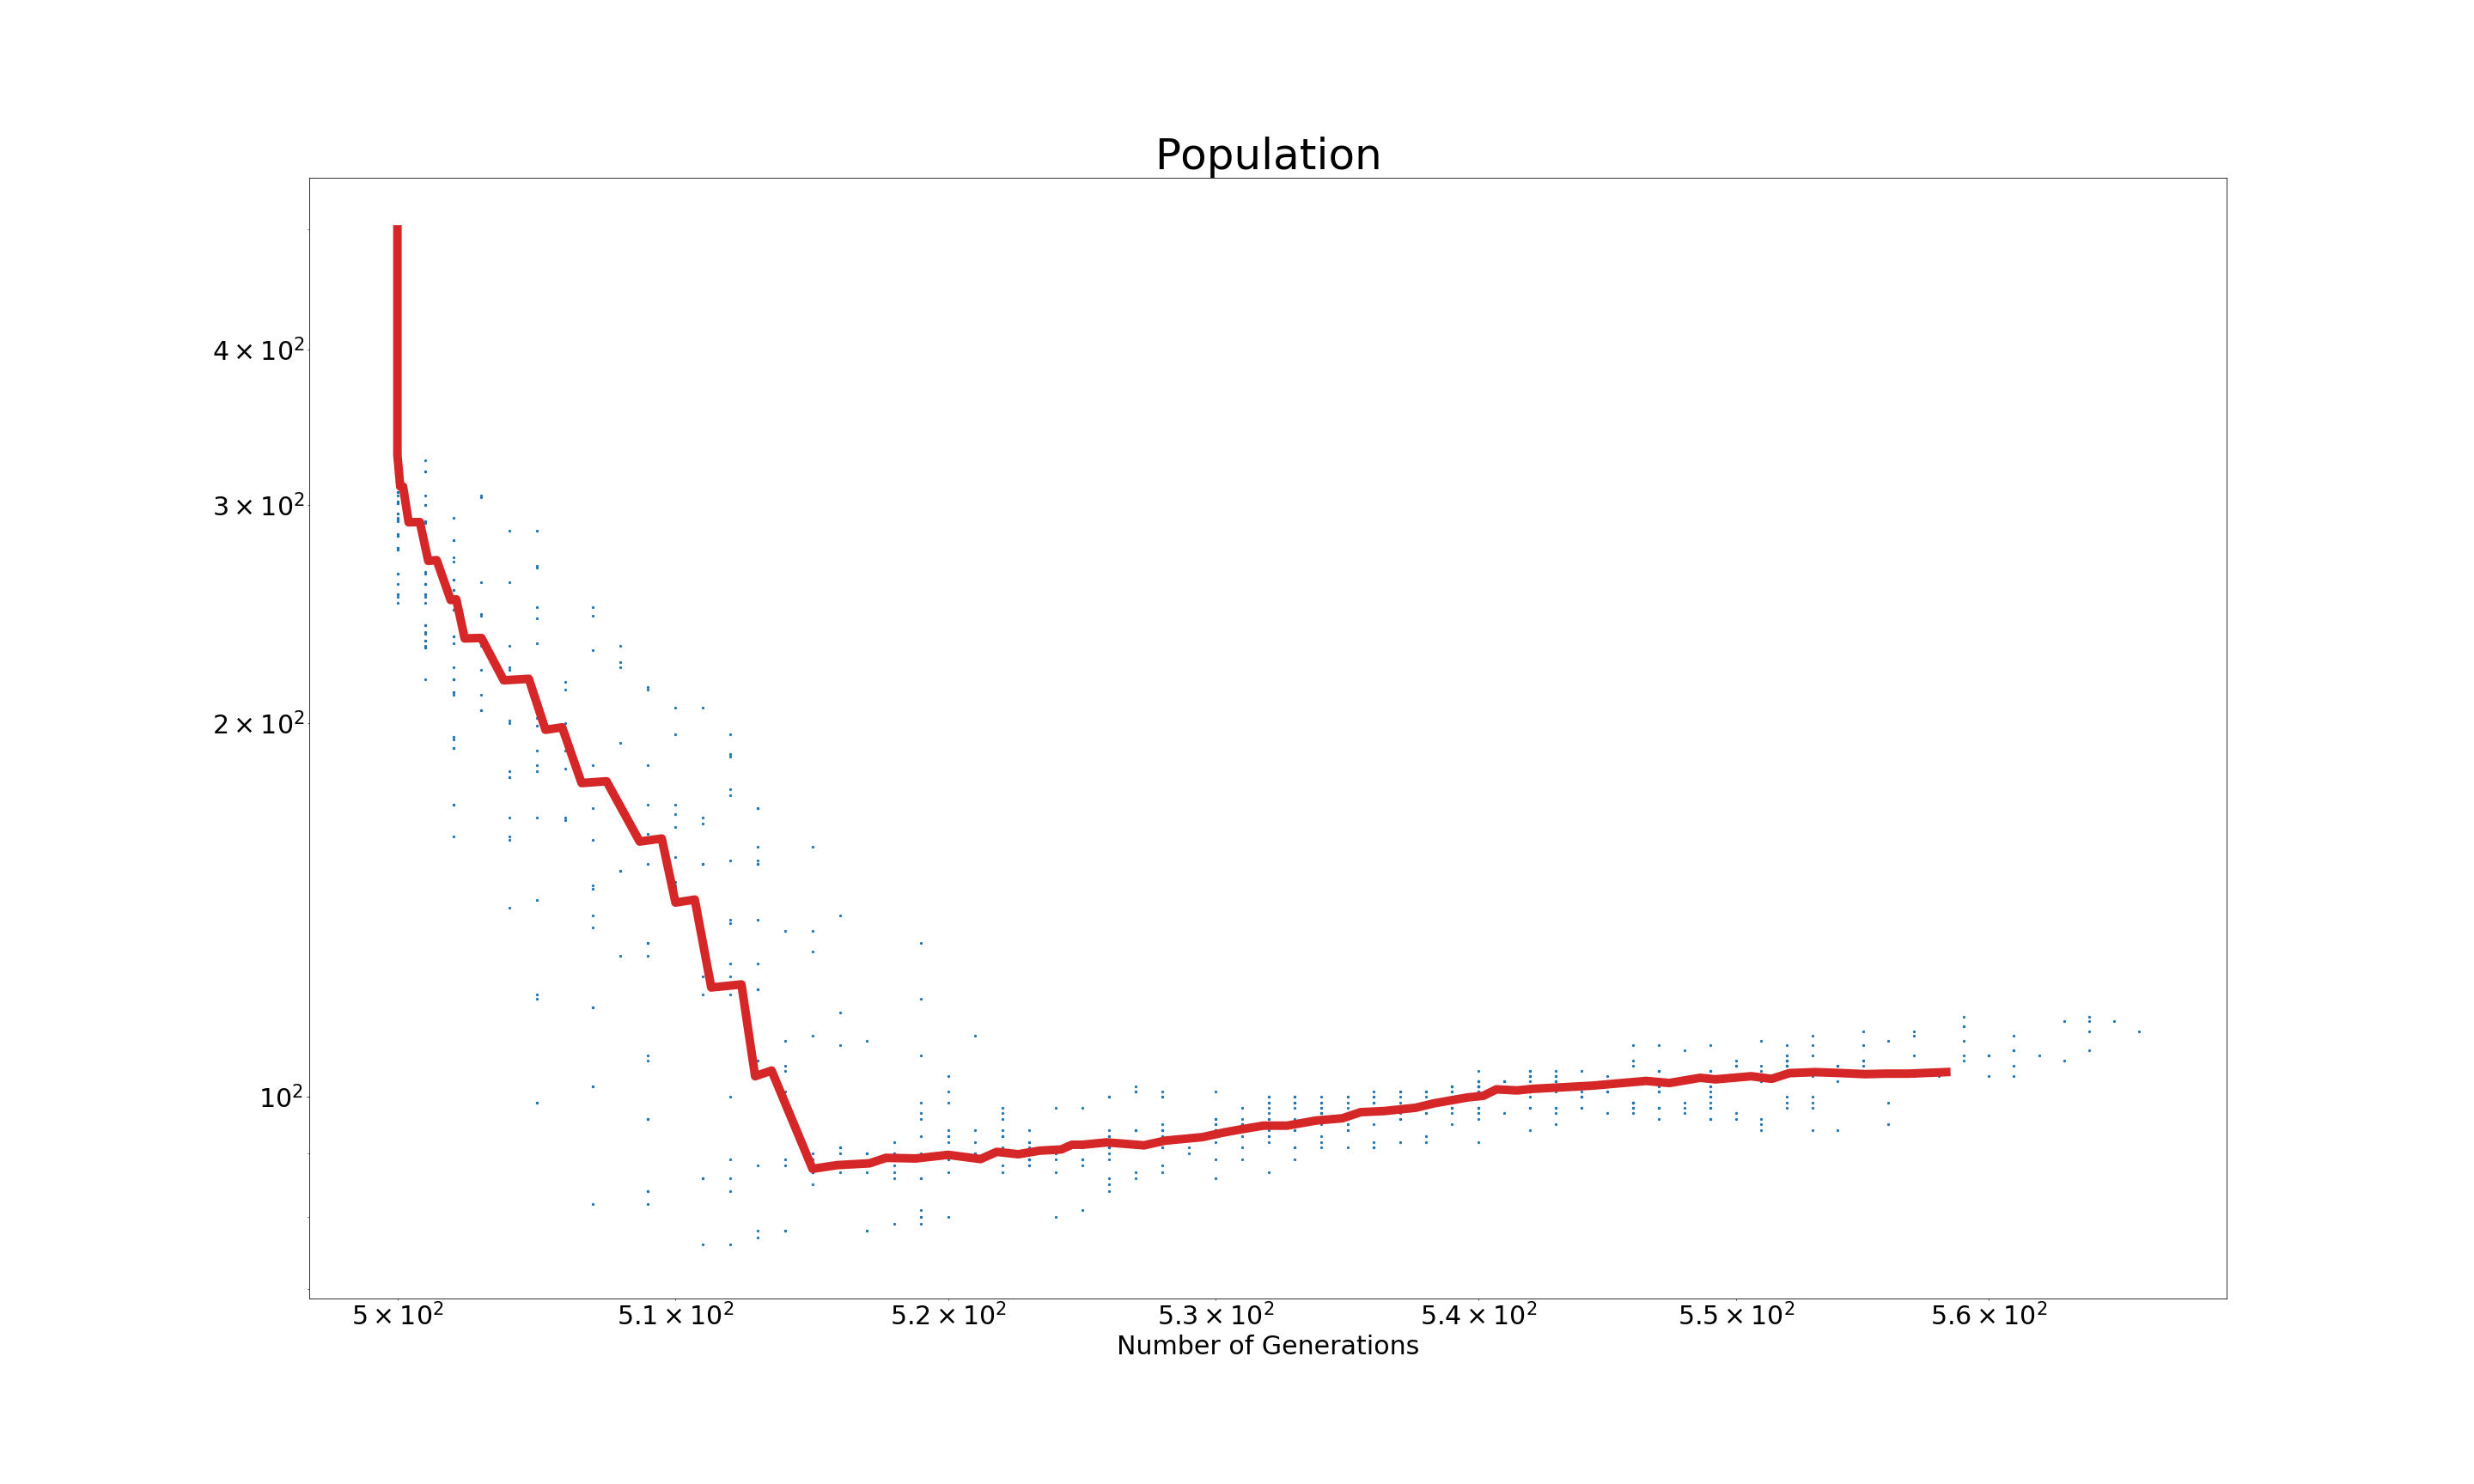 Population
4 × 10²
3 × 10²
2 × 10²
10²
5 × 10² 5.1 × 10² 5.2 × 10² 5.3 × 10² 5.4 × 10² 5.5 × 10² 5.6 × 10²
Number of Generations